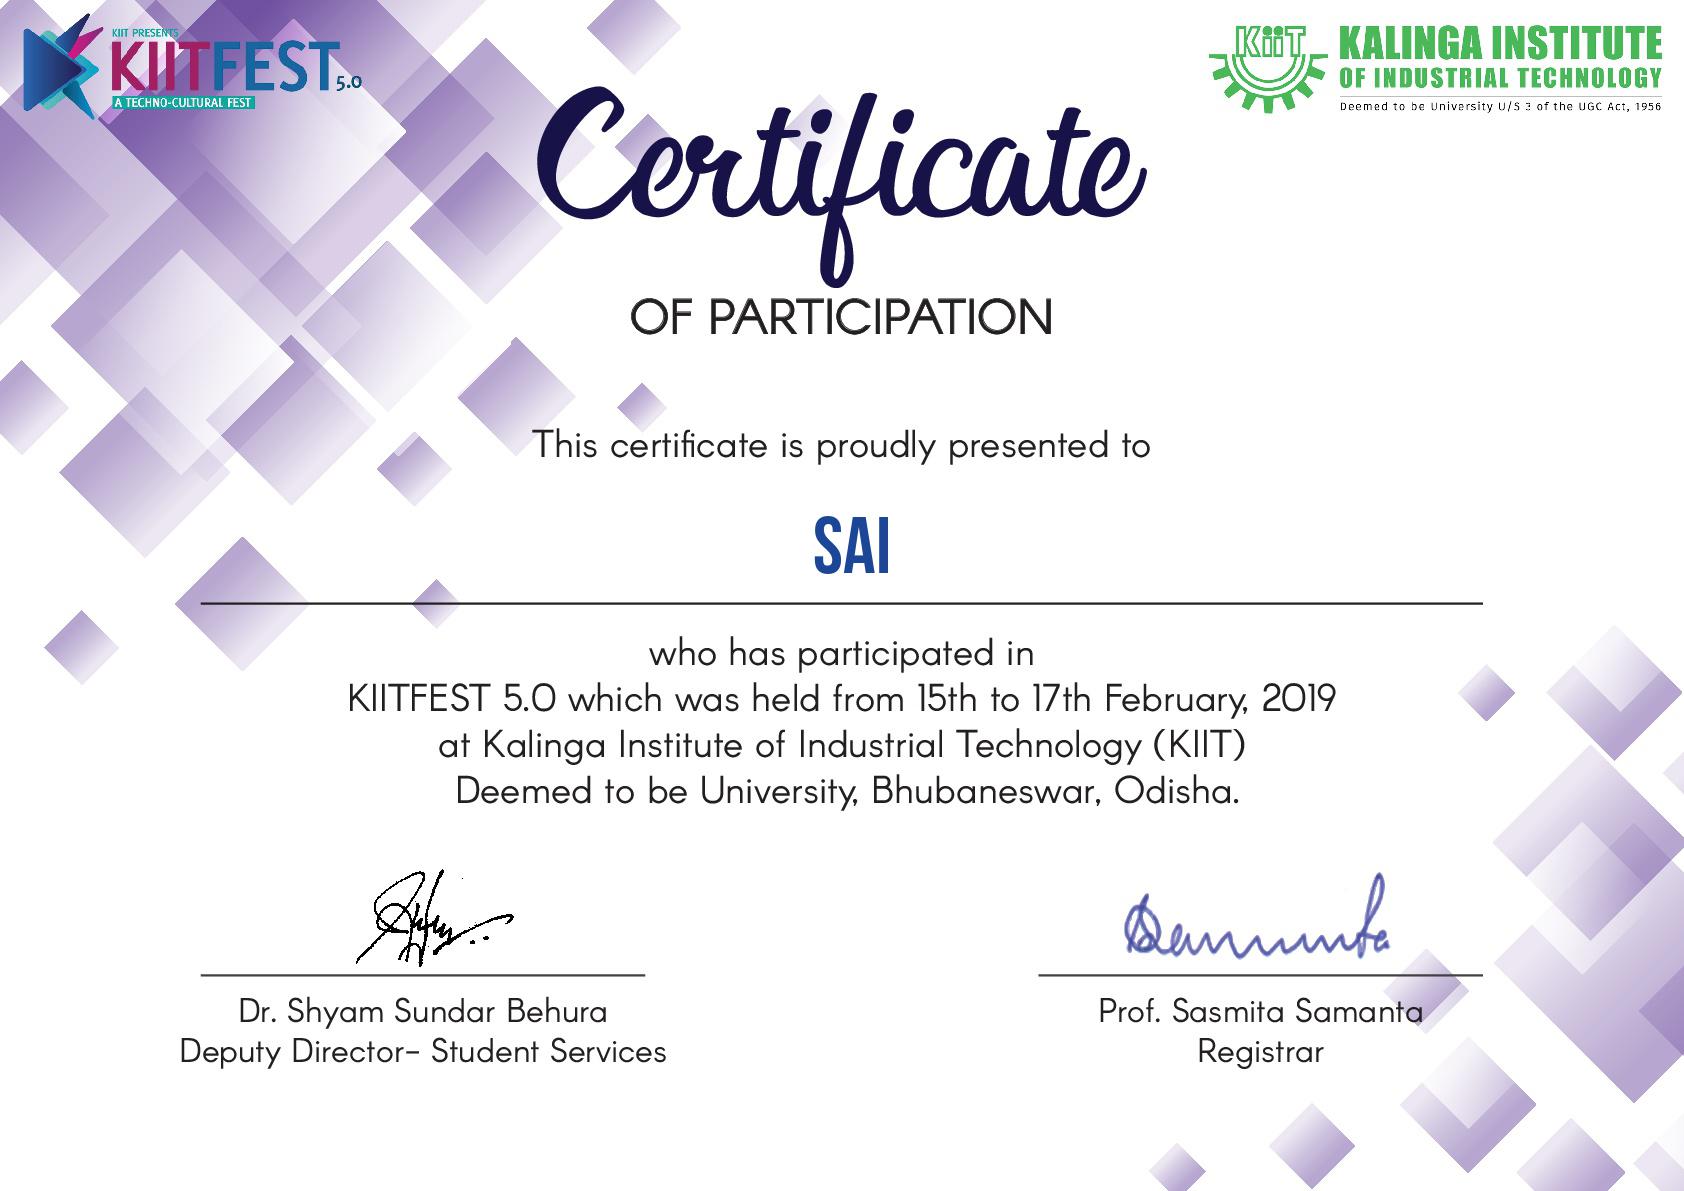 KIIT PRESENTS
KIITFEST 5.0
A TECHNO-CULTURAL FEST
KiiT
KALINGA INSTITUTE
OF INDUSTRIAL TECHNOLOGY
Deemed to be University U/S 3 of the UGC Act, 1956
Certificate
OF PARTICIPATION
This certificate is proudly presented to
SAI
who has participated in
KIITFEST 5.0 which was held from 15th to 17th February, 2019
at Kalinga Institute of Industrial Technology (KIIT)
Deemed to be University, Bhubaneswar, Odisha.
Dr. Shyam Sundar Behura
Deputy Director- Student Services
Prof. Sasmita Samanta
Registrar